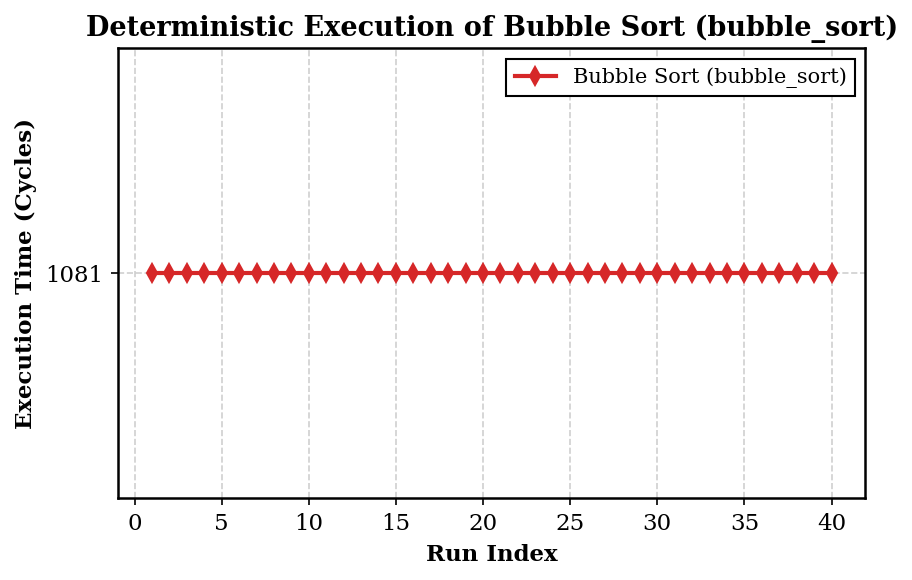 Deterministic Execution of Bubble Sort (bubble_sort)
Bubble Sort (bubble_sort)
Execution Time (Cycles)
1081
0 5 10 15 20 25 30 35 40
Run Index